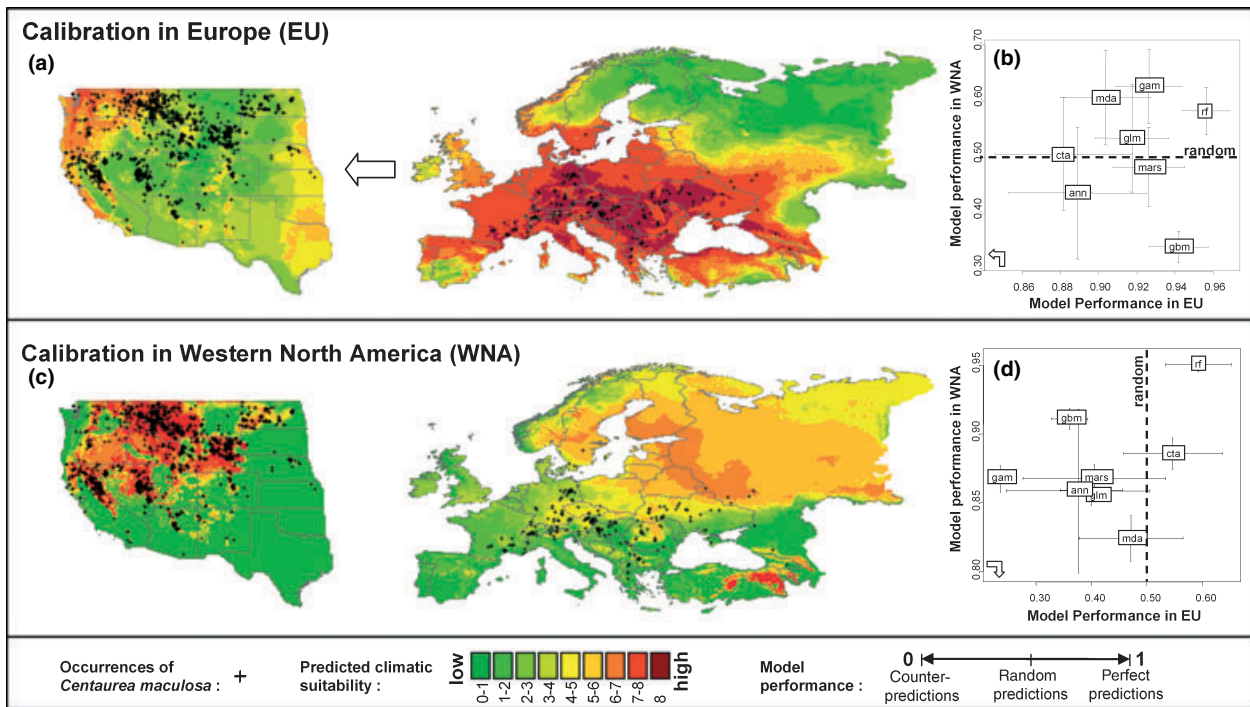 Calibration in Europe (EU)
(a)
(b)
Model performance in WNA
0.70
0.60
0.50
0.40
0.30
gam
mda
rf
glm
random
cta
mars
ann
gbm
0.86
0.88
0.90
0.92
0.94
0.96
Model Performance in EU
Calibration in Western North America (WNA)
(c)
(d)
Model performance in WNA
0.95
0.90
0.85
0.80
random
rf
gbm
cta
gam
mars
ann
glm
mda
0.30
0.40
0.50
0.60
Model Performance in EU
Occurrences of
Centaurea maculosa :
+
Predicted climatic
suitability :
low
0-1
1-2
2-3
3-4
4-5
5-6
6-7
7-8
8
high
Model
performance :
0
1
Counter-
predictions
Random
predictions
Perfect
predictions